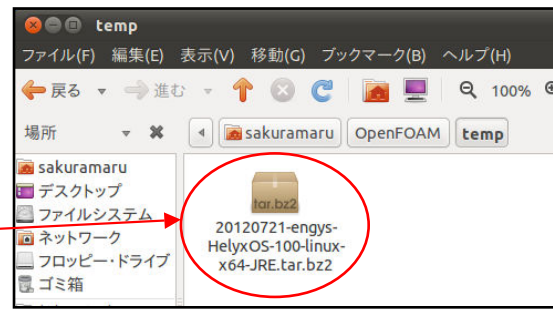 temp
ファイル(F) 編集(E) 表示(V) 移動(G) ブックマーク(B) ヘルプ(H)
戻る 進む 100%
場所 sakuramaru OpenFOAM temp
sakuramaru
デスクトップ
ファイルシステム
ネットワーク
フロッピー・ドライブ
ゴミ箱
tar.bz2
20120721-engys-
HelyxOS-100-linux-
x64-JRE.tar.bz2